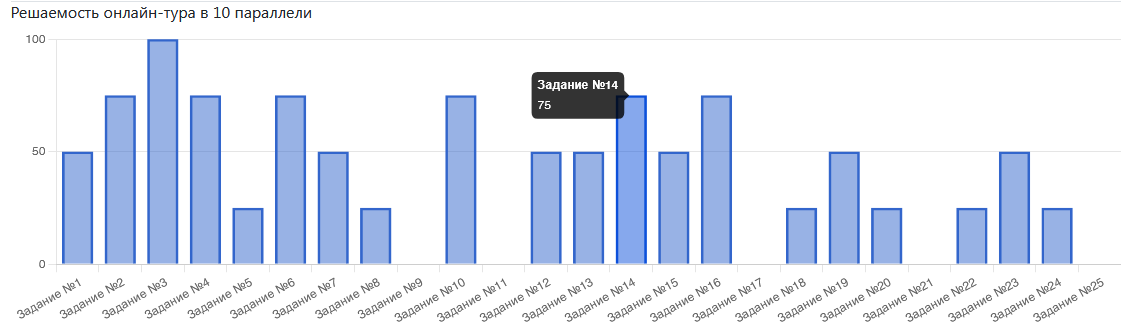 Решаемость онлайн-тура в 10 параллели
100
50
0
Задание №14
75
Задание №1
Задание №2
Задание №3
Задание №4
Задание №5
Задание №6
Задание №7
Задание №8
Задание №9
Задание №10
Задание №11
Задание №12
Задание №13
Задание №14
Задание №15
Задание №16
Задание №17
Задание №18
Задание №19
Задание №20
Задание №21
Задание №22
Задание №23
Задание №24
Задание №25